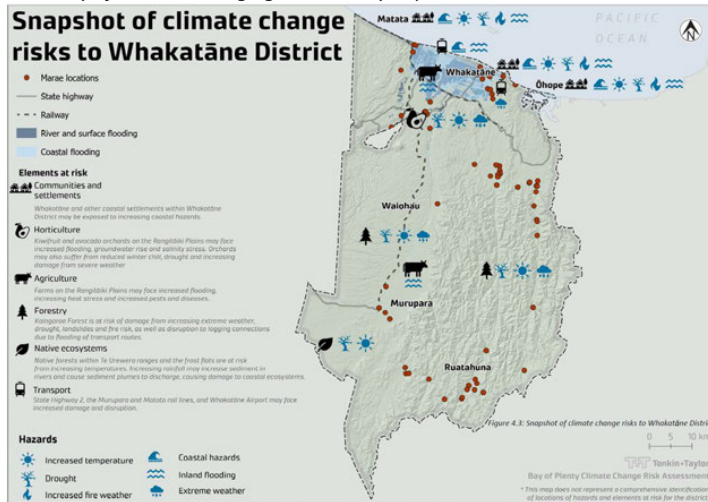 Snapshot of climate change
risks to Whakatāne District
Marae locations
State highway
Railway
River and surface flooding
Coastal flooding
Elements at risk
Communities and
settlements
Whakatāne and other coastal settlements within Whakatāne
District may be exposed to increasing coastal hazards.
Horticulture
Kiwifruit and avocado orchards on the Rangitāiki Plains may face
increased flooding, groundwater rise and salinity stress. Orchards
may also suffer from reduced winter chill, drought and increasing
damage from severe weather
Agriculture
Farms on the Rangitāiki Plains may face increased flooding,
increasing heat stress and increased pests and diseases.
Forestry
Kaingaroa Forest is at risk of damage from increasing extreme weather,
drought, landslides and fire risk, as well as disruption to logging connections
due to flooding of transport routes.
Native ecosystems
Native forests within Te Urewera ranges and the frost flats are at risk
from increasing temperatures. Increasing rainfall may increase sediment in
rivers and cause sediment plumes to discharge, causing damage to coastal ecosystems.
Transport
State Highway 2, the Murupara and Matata rail lines, and Whakatāne Airport may face
increased damage and disruption.
Hazards
Increased temperature
Drought
Increased fire weather
Coastal hazards
Inland flooding
Extreme weather
Matata
PACIFIC
OCEAN
N
Whakatāne
Ōhope
Waiohau
Murupara
Ruatahuna
Figure 4.3: Snapshot of climate change risks to Whakatāne Distri
0 5 10 km
T+T Tonkin+Taylor
Bay of Plenty Climate Change Risk Assessment
* This map does not represent a comprehensive identification
of locations of hazards and elements at risk for the district